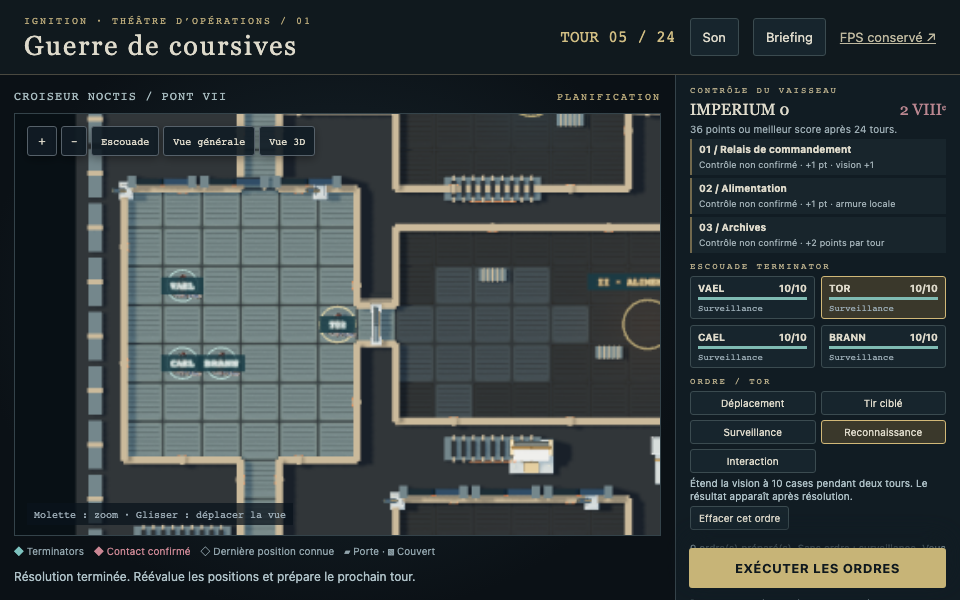 IGNITION · THÉÂTRE D'OPÉRATIONS / 01
Guerre de coursives
TOUR 05 / 24
Son
Briefing
FPS conservé ↗
CROISEUR NOCTIS / PONT VII
PLANIFICATION
+
−
Escouade
Vue générale
Vue 3D
VAEL
TOR
CAEL
BRANN
II - ALIMEN
Molette : zoom · Glisser : déplacer la vue
◆ Terminators ◆ Contact confirmé ◇ Dernière position connue ▰ Porte · ▦ Couvert
Résolution terminée. Réévalue les positions et prépare le prochain tour.
CONTRÔLE DU VAISSEAU
IMPERIUM 0
2 VIIIᵉ
36 points ou meilleur score après 24 tours.
01 / Relais de commandement
Contrôle non confirmé · +1 pt · vision +1
02 / Alimentation
Contrôle non confirmé · +1 pt · armure locale
03 / Archives
Contrôle non confirmé · +2 points par tour
ESCOUADE TERMINATOR
VAEL 10/10
Surveillance
TOR 10/10
Surveillance
CAEL 10/10
Surveillance
BRANN 10/10
Surveillance
ORDRE / TOR
Déplacement
Tir ciblé
Surveillance
Reconnaissance
Interaction
Étend la vision à 10 cases pendant deux tours. Le
résultat apparaît après résolution.
Effacer cet ordre
0 ordre(s) préparé(s). Sans ordre : surveillance. Vous
EXÉCUTER LES ORDRES